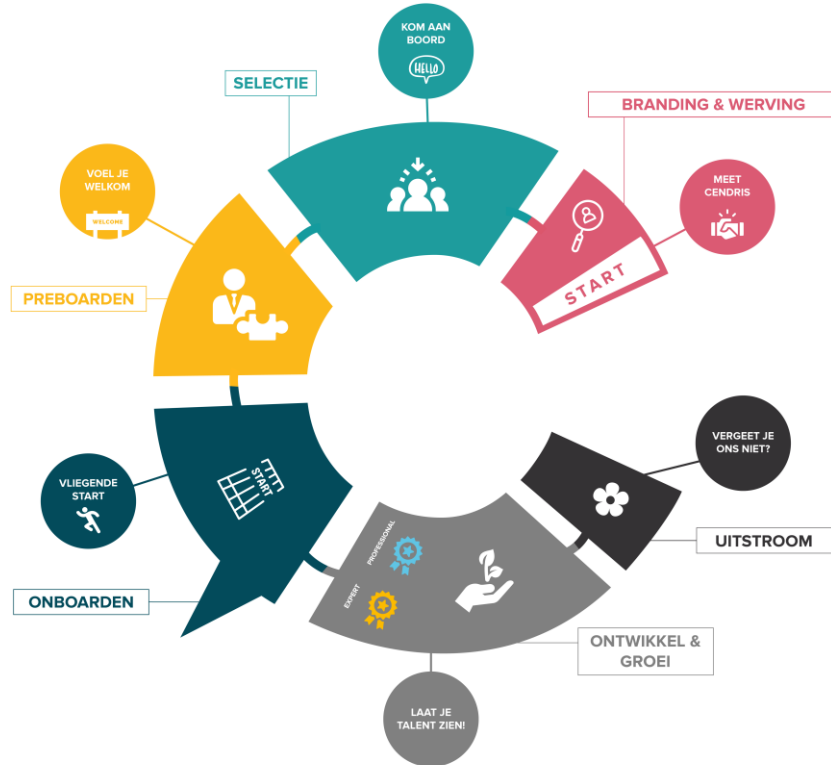 KOM AAN
BOORD
HELLO
SELECTIE
BRANDING & WERVING
MEET
CENDRIS
START
VOEL JE
WELKOM
WELCOME
PREBOARDEN
START
VLIEGENDE
START
ONBOARDEN
PROFESSIONAL
EXPERT
LAAT JE
TALENT ZIEN!
ONTWIKKEL &
GROEI
VERGEET JE
ONS NIET?
UITSTROOM